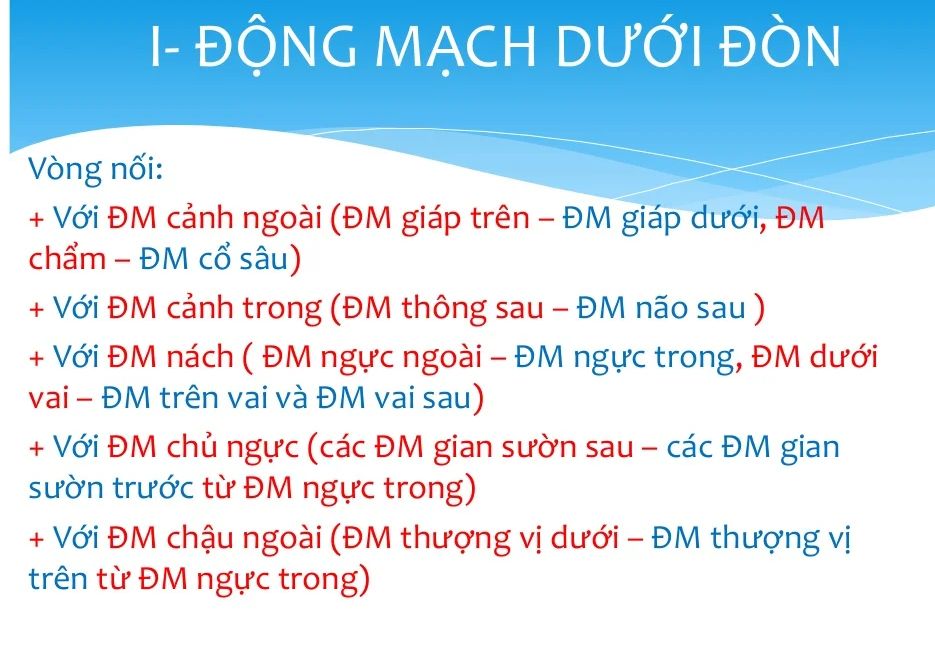 I- ĐỘNG MẠCH DƯỚI ĐÒN
Vòng nối:
+ Với ĐM cảnh ngoài (ĐM giáp trên – ĐM giáp dưới, ĐM
chẩm – ĐM cổ sâu)
+ Với ĐM cảnh trong (ĐM thông sau – ĐM não sau )
+ Với ĐM nách ( ĐM ngực ngoài – ĐM ngực trong, ĐM dưới
vai – ĐM trên vai và ĐM vai sau)
+ Với ĐM chủ ngực (các ĐM gian sườn sau – các ĐM gian
sườn trước từ ĐM ngực trong)
+ Với ĐM chậu ngoài (ĐM thượng vị dưới – ĐM thượng vị
trên từ ĐM ngực trong)